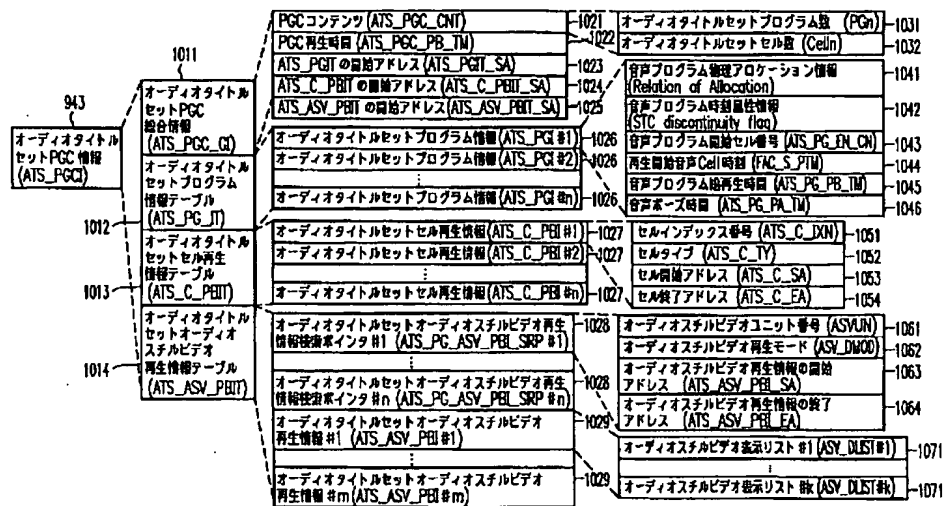 943
オーディオタイトル
セットPGC 情報
(ATS_PGCI)
1011
オーディオタイトル
セットPGC
総合情報
(ATS_PGC_GI)
オーディオタイトル
セットプログラム
情報テーブル
(ATS_PG_IT)
1012
オーディオタイトル
セットセル再生
情報テーブル
(ATS_C_PBIT)
1013
オーディオタイトル
セットオーディオ
スチルビデオ
再生情報テーブル
(ATS_ASV_PBIT)
1014
PGCコンテンツ (ATS_PGC_CNT)
1021
PGC再生時間 (ATS_PGC_PB_TM)
1022
ATS_PGITの開始アドレス(ATS_PGIT_SA)
1023
ATS_C_PBITの開始アドレス(ATS_C_PBIT_SA)
1024
ATS_ASV_PBITの開始アドレス(ATS_ASV_PBIT_SA)
1025
オーディオタイトルセットプログラム情報(ATS_PGI #1)
1026
オーディオタイトルセットプログラム情報(ATS_PGI #2)
1026
オーディオタイトルセットプログラム情報(ATS_PGI #n)
1026
オーディオタイトルセットセル再生情報(ATS_C_PBI #1)
1027
オーディオタイトルセットセル再生情報(ATS_C_PBI #2)
1027
オーディオタイトルセットセル再生情報(ATS_C_PBI #n)
1027
オーディオタイトルセットオーディオスチルビデオ再生
情報検索ポインタ #1 (ATS_PG_ASV_PBI_SRP #1)
1028
オーディオタイトルセットオーディオスチルビデオ再生
情報検索ポインタ #n (ATS_PG_ASV_PBI_SRP #n)
1028
オーディオタイトルセットオーディオスチルビデオ
再生情報 #1 (ATS_ASV_PBI #1)
1029
オーディオタイトルセットオーディオスチルビデオ
再生情報 #m (ATS_ASV_PBI #m)
1029
オーディオタイトルセットプログラム数 (PGn)
1031
オーディオタイトルセットセル数 (Celln)
1032
音声プログラム物理アロケーション情報
(Relation of Allocation)
1041
音声プログラム時刻属性情報
(STC discontinuity flag)
1042
音声プログラム開始セル番号 (ATS_PG_EN_CN)
1043
再生開始音声Cell時刻 (FAC_S_PTM)
1044
音声プログラム総再生時間 (ATS_PG_PB_TM)
1045
音声ポーズ時間 (ATS_PG_PA_TM)
1046
セルインデックス番号 (ATS_C_IXN)
1051
セルタイプ (ATS_C_TY)
1052
セル開始アドレス (ATS_C_SA)
1053
セル終了アドレス (ATS_C_EA)
1054
オーディオスチルビデオユニット番号 (ASVUN)
1061
オーディオスチルビデオ再生モード (ASV_DMOD)
1062
オーディオスチルビデオ再生情報の開始
アドレス (ATS_ASV_PBI_SA)
1063
オーディオスチルビデオ再生情報の終了
アドレス (ATS_ASV_PBI_EA)
1064
オーディオスチルビデオ表示リスト #1 (ASV_DLIST #1)
1071
オーディオスチルビデオ表示リスト #k (ASV_DLIST #k)
1071